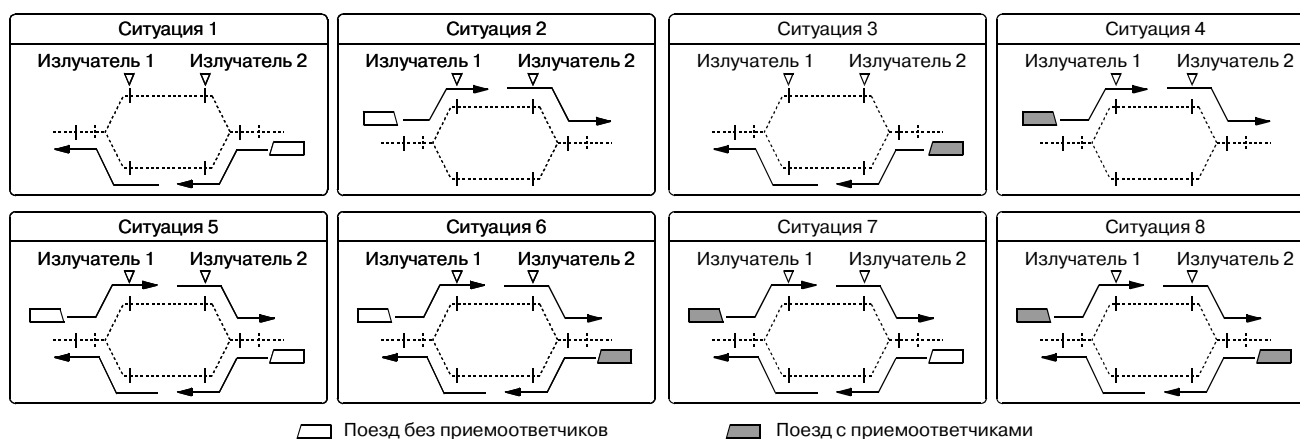 Ситуация 1
Ситуация 2
Ситуация 3
Ситуация 4
Излучатель 1 Излучатель 2
Излучатель 1 Излучатель 2
Излучатель 1 Излучатель 2
Излучатель 1 Излучатель 2
Ситуация 5
Ситуация 6
Ситуация 7
Ситуация 8
Излучатель 1 Излучатель 2
Излучатель 1 Излучатель 2
Излучатель 1 Излучатель 2
Излучатель 1 Излучатель 2
Поезд без приемоответчиков
Поезд с приемоответчиками